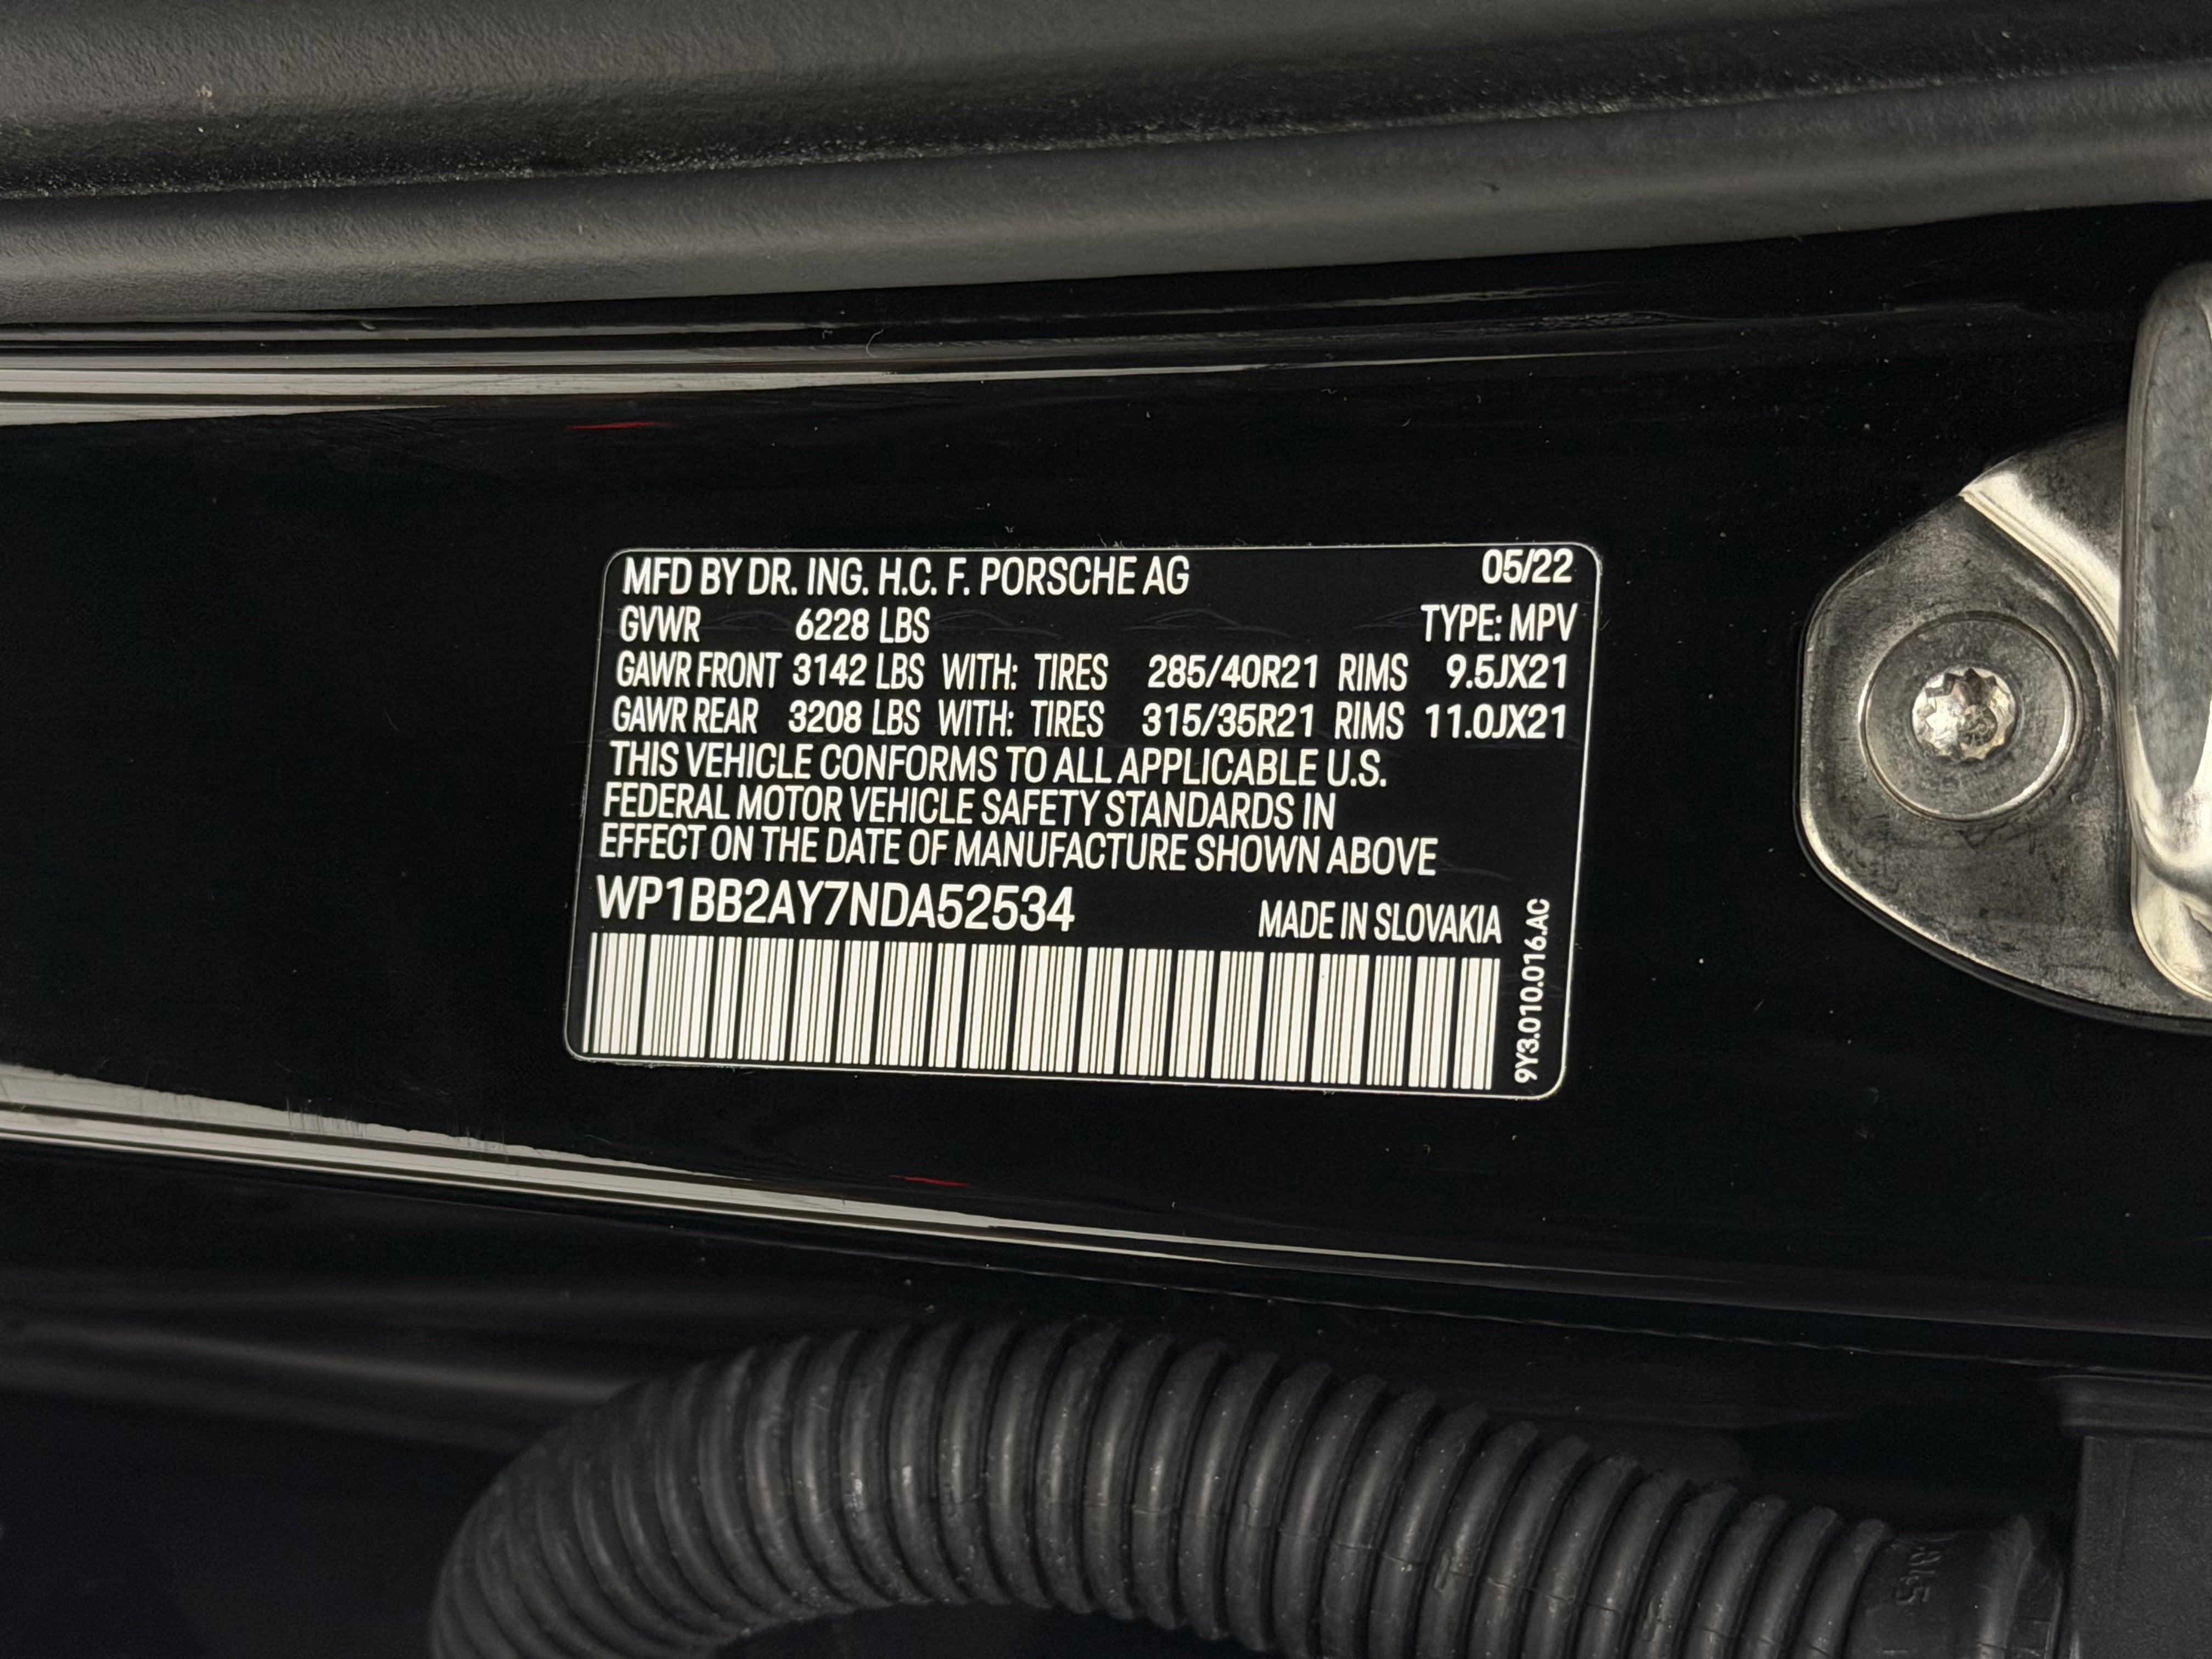 MFD BY DR. ING. H.C. F. PORSCHE AG 05/22
GVWR 6228 LBS TYPE: MPV
GAWR FRONT 3142 LBS WITH: TIRES 285/40R21 RIMS 9.5JX21
GAWR REAR 3208 LBS WITH: TIRES 315/35R21 RIMS 11.0JX21
THIS VEHICLE CONFORMS TO ALL APPLICABLE U.S.
FEDERAL MOTOR VEHICLE SAFETY STANDARDS IN
EFFECT ON THE DATE OF MANUFACTURE SHOWN ABOVE
WP1BB2AY7NDA52534 MADE IN SLOVAKIA
9Y3.010.016.AC